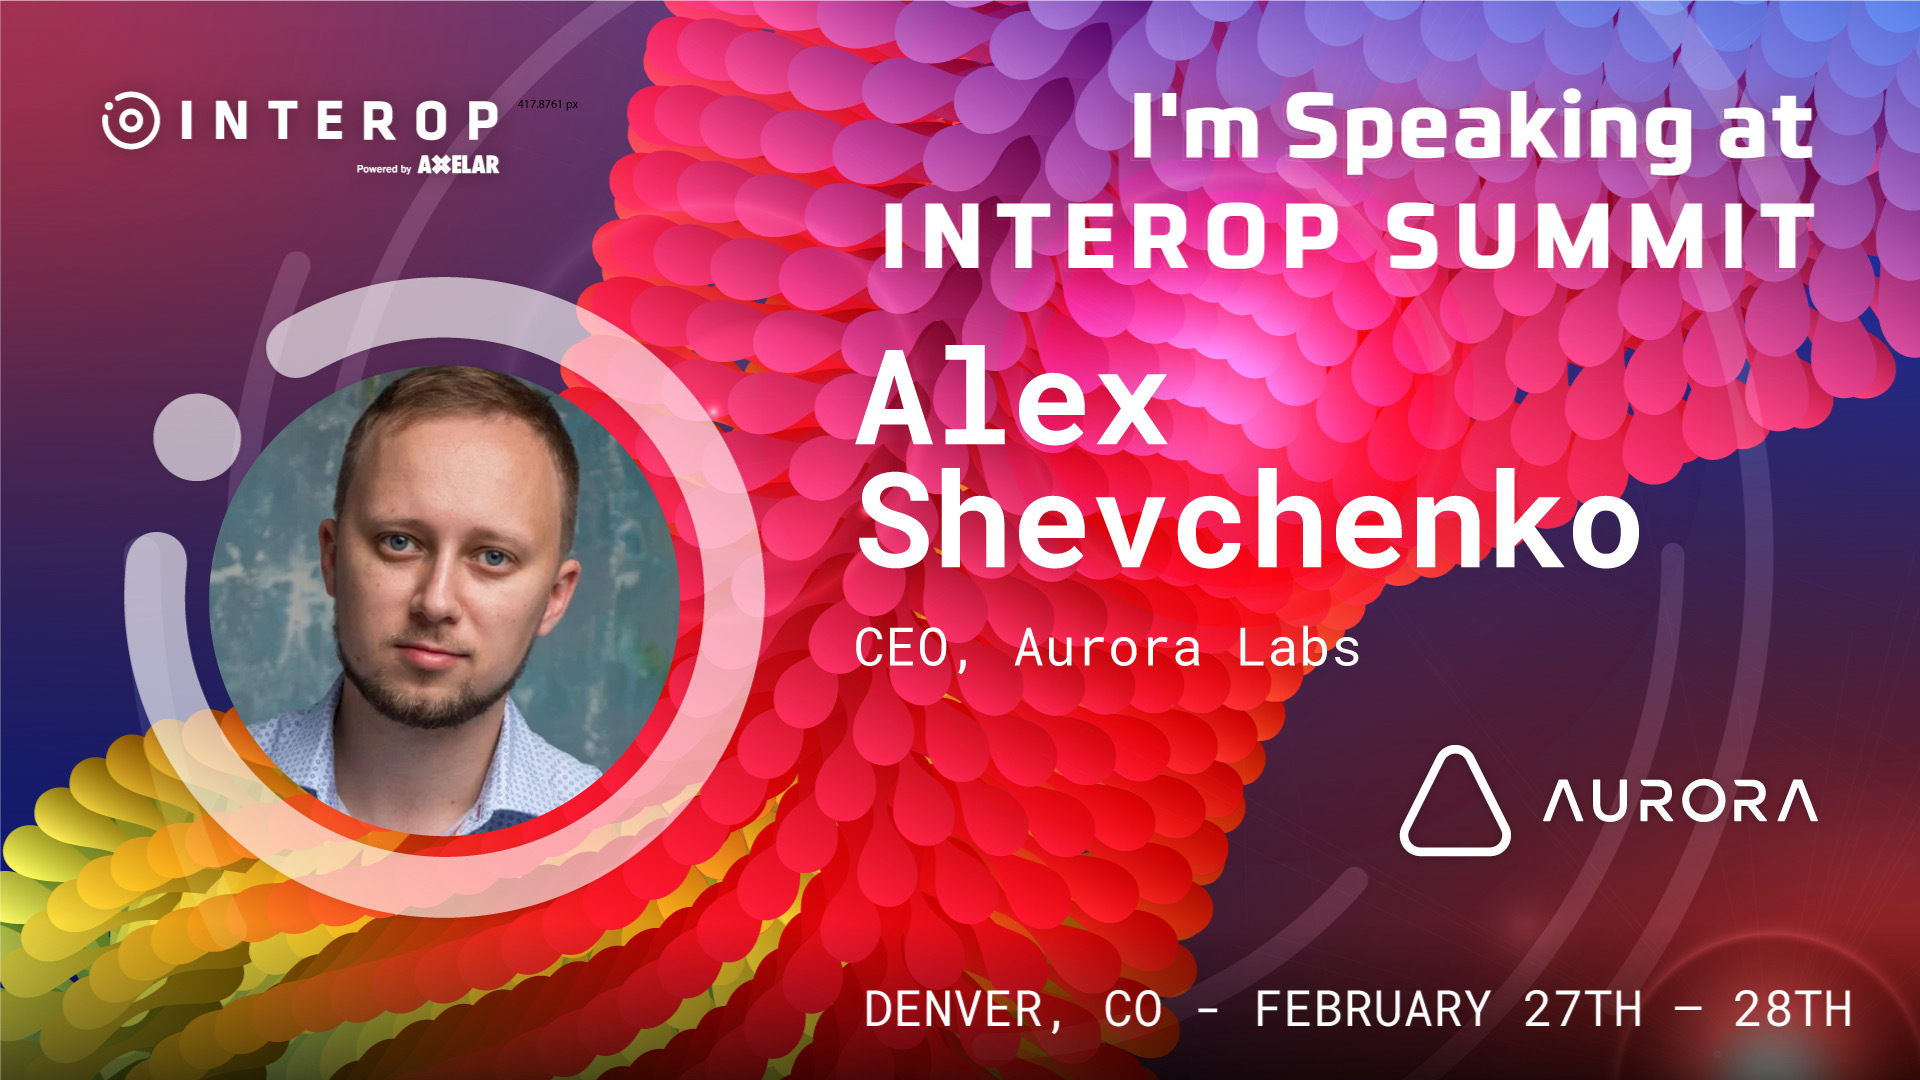 INTEROP
417.8761 px
Powered by AXELAR
I'm Speaking at
INTEROP SUMMIT
Alex
Shevchenko
CEO, Aurora Labs
AURORA
DENVER, CO - FEBRUARY 27TH – 28TH